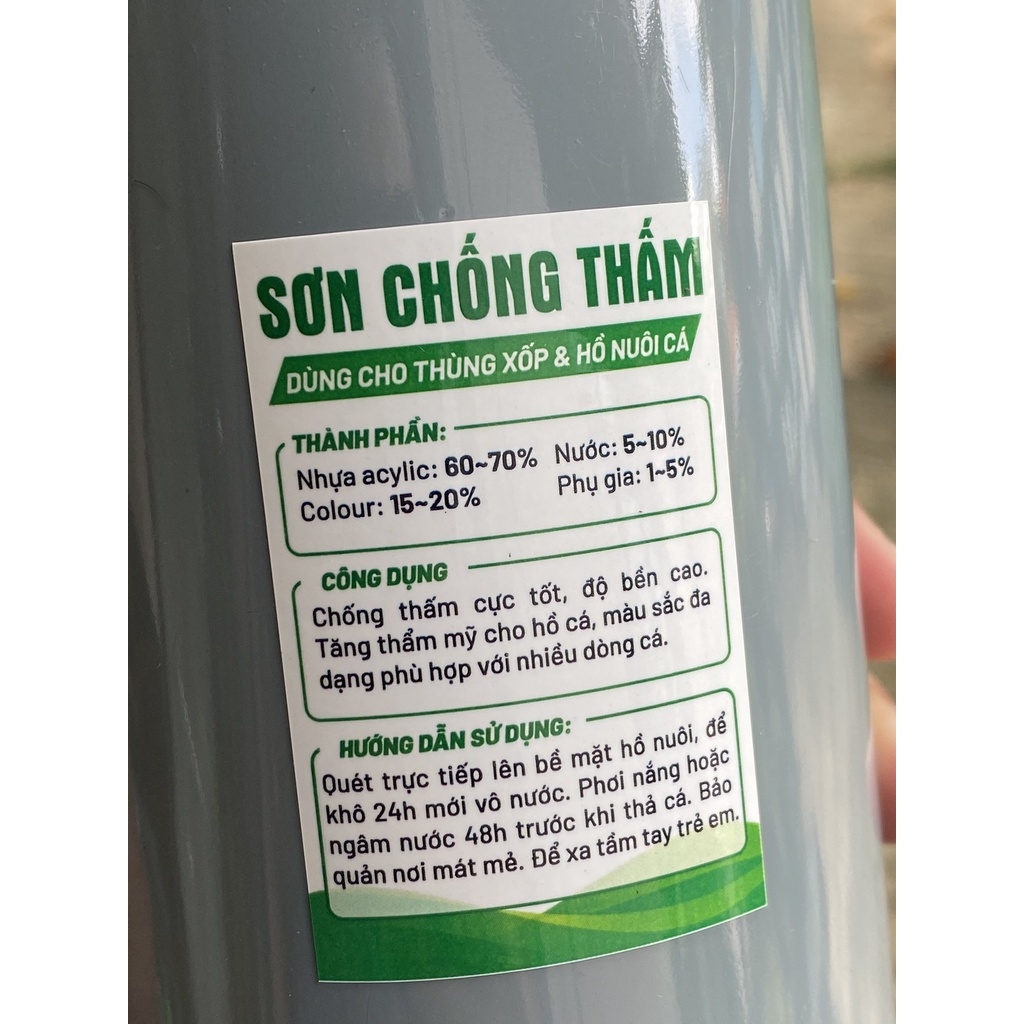 SƠN CHỐNG THẤM
DÙNG CHO THÙNG XỐP & HỒ NUÔI CÁ
THÀNH PHẦN:
Nhựa acylic: 60~70% Nước: 5~10%
Colour: 15~20% Phụ gia: 1~5%
CÔNG DỤNG
Chống thấm cực tốt, độ bền cao.
Tăng thẩm mỹ cho hồ cá, màu sắc đa
dạng phù hợp với nhiều dòng cá.
HƯỚNG DẪN SỬ DỤNG:
Quét trực tiếp lên bề mặt hồ nuôi, để
khô 24h mới vô nước. Phơi nắng hoặc
ngâm nước 48h trước khi thả cá. Bảo
quản nơi mát mẻ. Để xa tầm tay trẻ em.